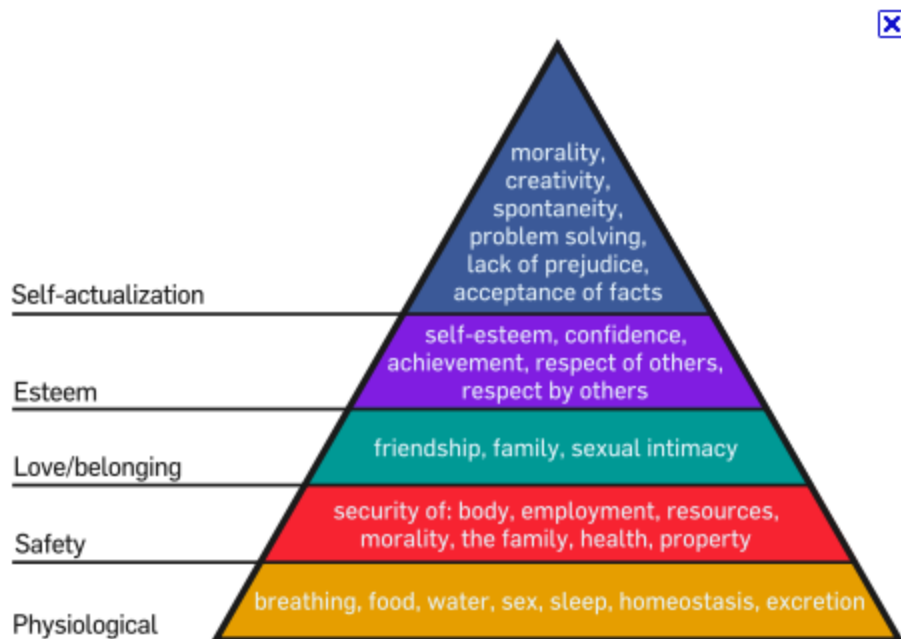 morality,
creativity,
spontaneity,
problem solving,
lack of prejudice,
acceptance of facts
Self-actualization
self-esteem, confidence,
achievement, respect of others,
respect by others
Esteem
friendship, family, sexual intimacy
Love/belonging
security of: body, employment, resources,
morality, the family, health, property
Safety
breathing, food, water, sex, sleep, homeostasis, excretion
Physiological